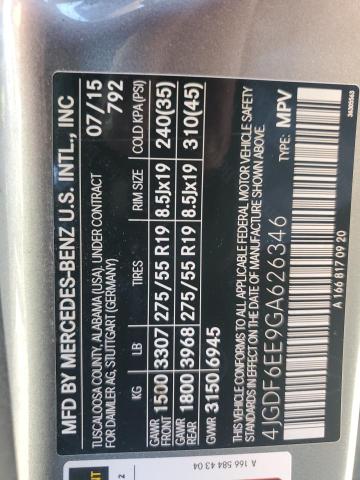 MFD BY MERCEDES-BENZ U.S. INTL., INC
TUSCALOOSA COUNTY, ALABAMA (USA), UNDER CONTRACT
FOR DAIMLER AG, STUTTGART (GERMANY)
07/15
792
KG LB TIRES RIM SIZE COLD KPA(PSI)
GAWR FRONT 1500 3307 275/55 R19 8.5Jx19 240(35)
GAWR REAR 1800 3968 275/55 R19 8.5Jx19 310(45)
GVWR 3150/6945
THIS VEHICLE CONFORMS TO ALL APPLICABLE FEDERAL MOTOR VEHICLE SAFETY
STANDARDS IN EFFECT ON THE DATE OF MANUFACTURE SHOWN ABOVE.
4JGDF6EE9GA626346 TYPE: MPV
A 166 817 09 20
A 166 584 43 04